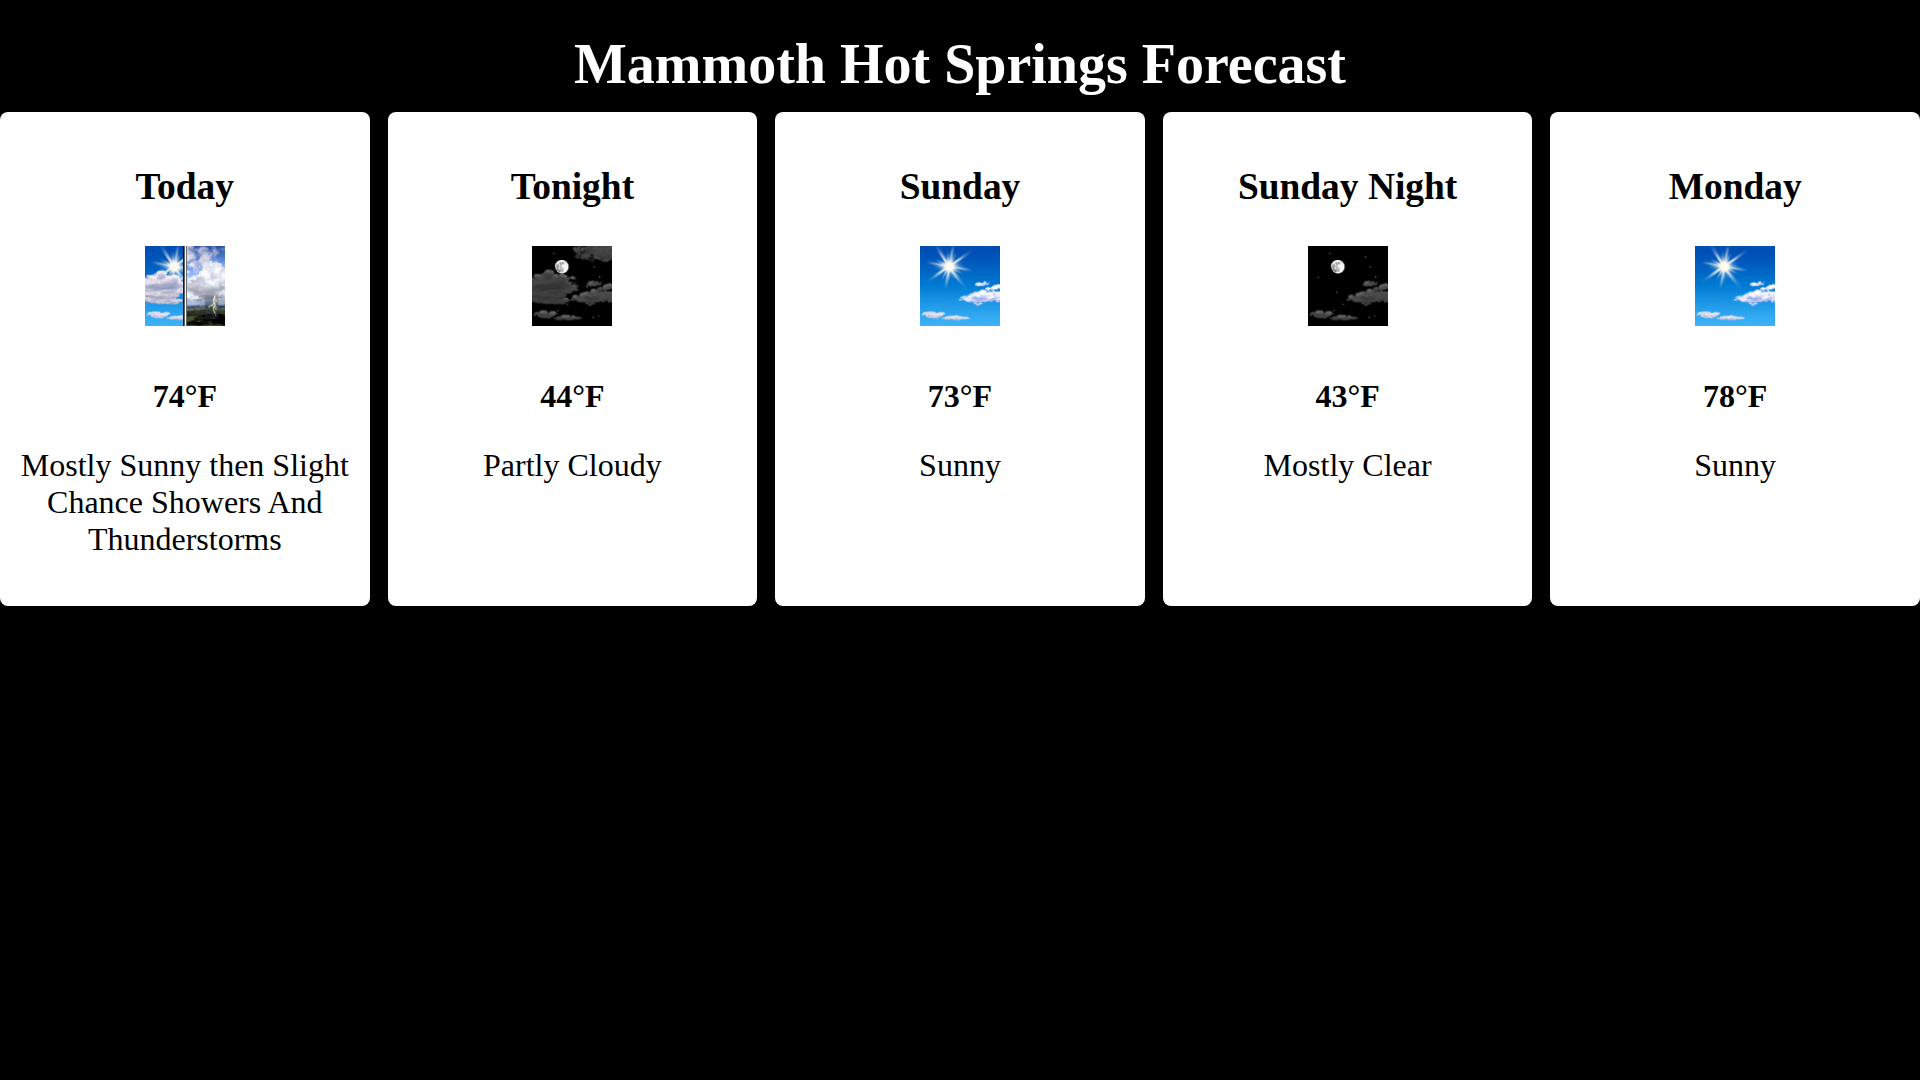 Mammoth Hot Springs Forecast
Today
74°F
Mostly Sunny then Slight
Chance Showers And
Thunderstorms
Tonight
44°F
Partly Cloudy
Sunday
73°F
Sunny
Sunday Night
43°F
Mostly Clear
Monday
78°F
Sunny